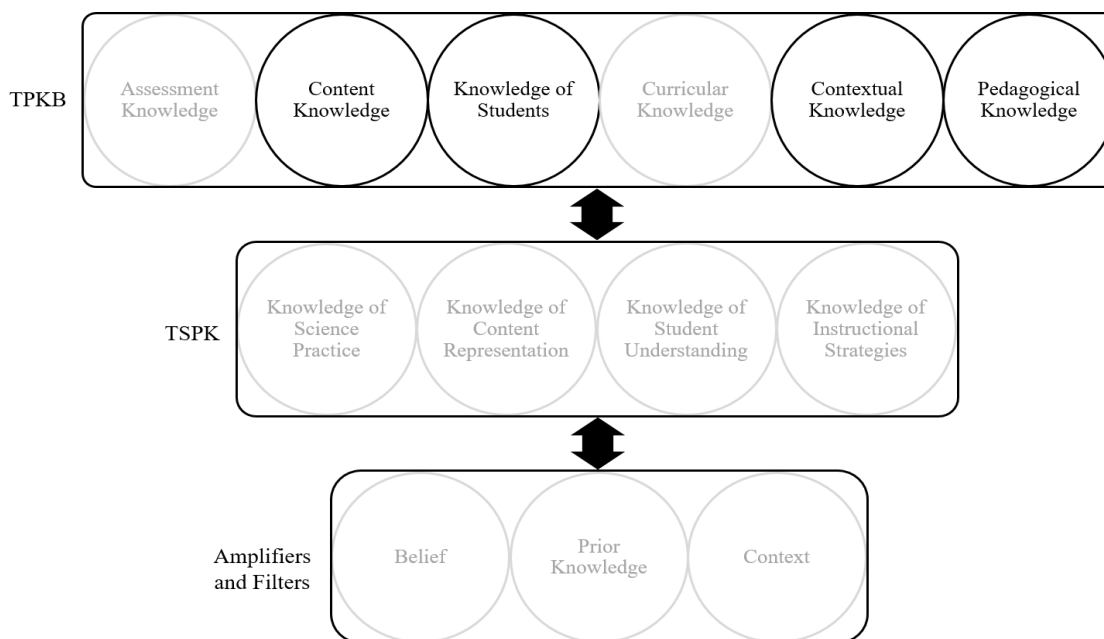 TPKB
Assessment
Knowledge
Content
Knowledge
Knowledge of
Students
Curricular
Knowledge
Contextual
Knowledge
Pedagogical
Knowledge
TSPK
Knowledge of
Science
Practice
Knowledge of
Content
Representation
Knowledge of
Student
Understanding
Knowledge of
Instructional
Strategies
Amplifiers
and Filters
Belief
Prior
Knowledge
Context